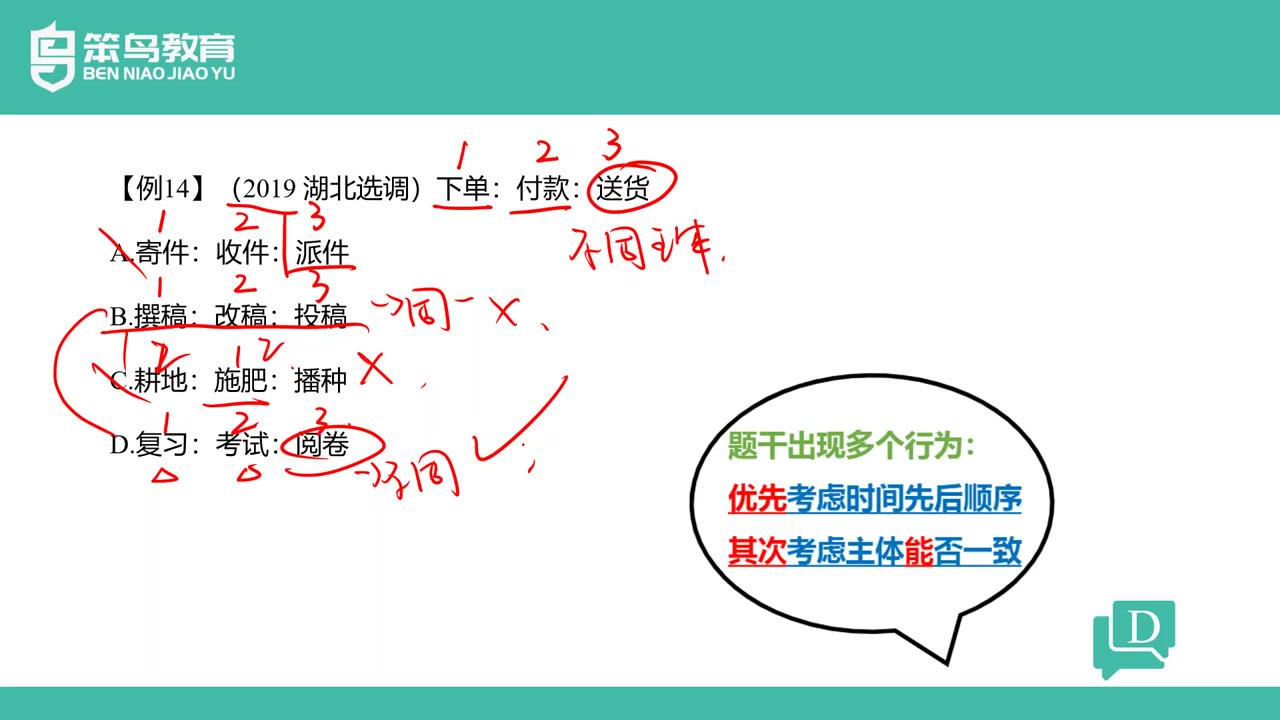 笨鸟教育
BEN NIAO JIAO YU
1 2 3
【例14】（2019 湖北选调）下单：付款：送货
不同主体
1 2 3
A.寄件：收件：派件
1 2 3
B.撰稿：改稿：投稿 →同一 X
2 1 2
C.耕地：施肥：播种 X
1 2 3
D.复习：考试：阅卷
→不同
题干出现多个行为：
优先考虑时间先后顺序
其次考虑主体能否一致
D